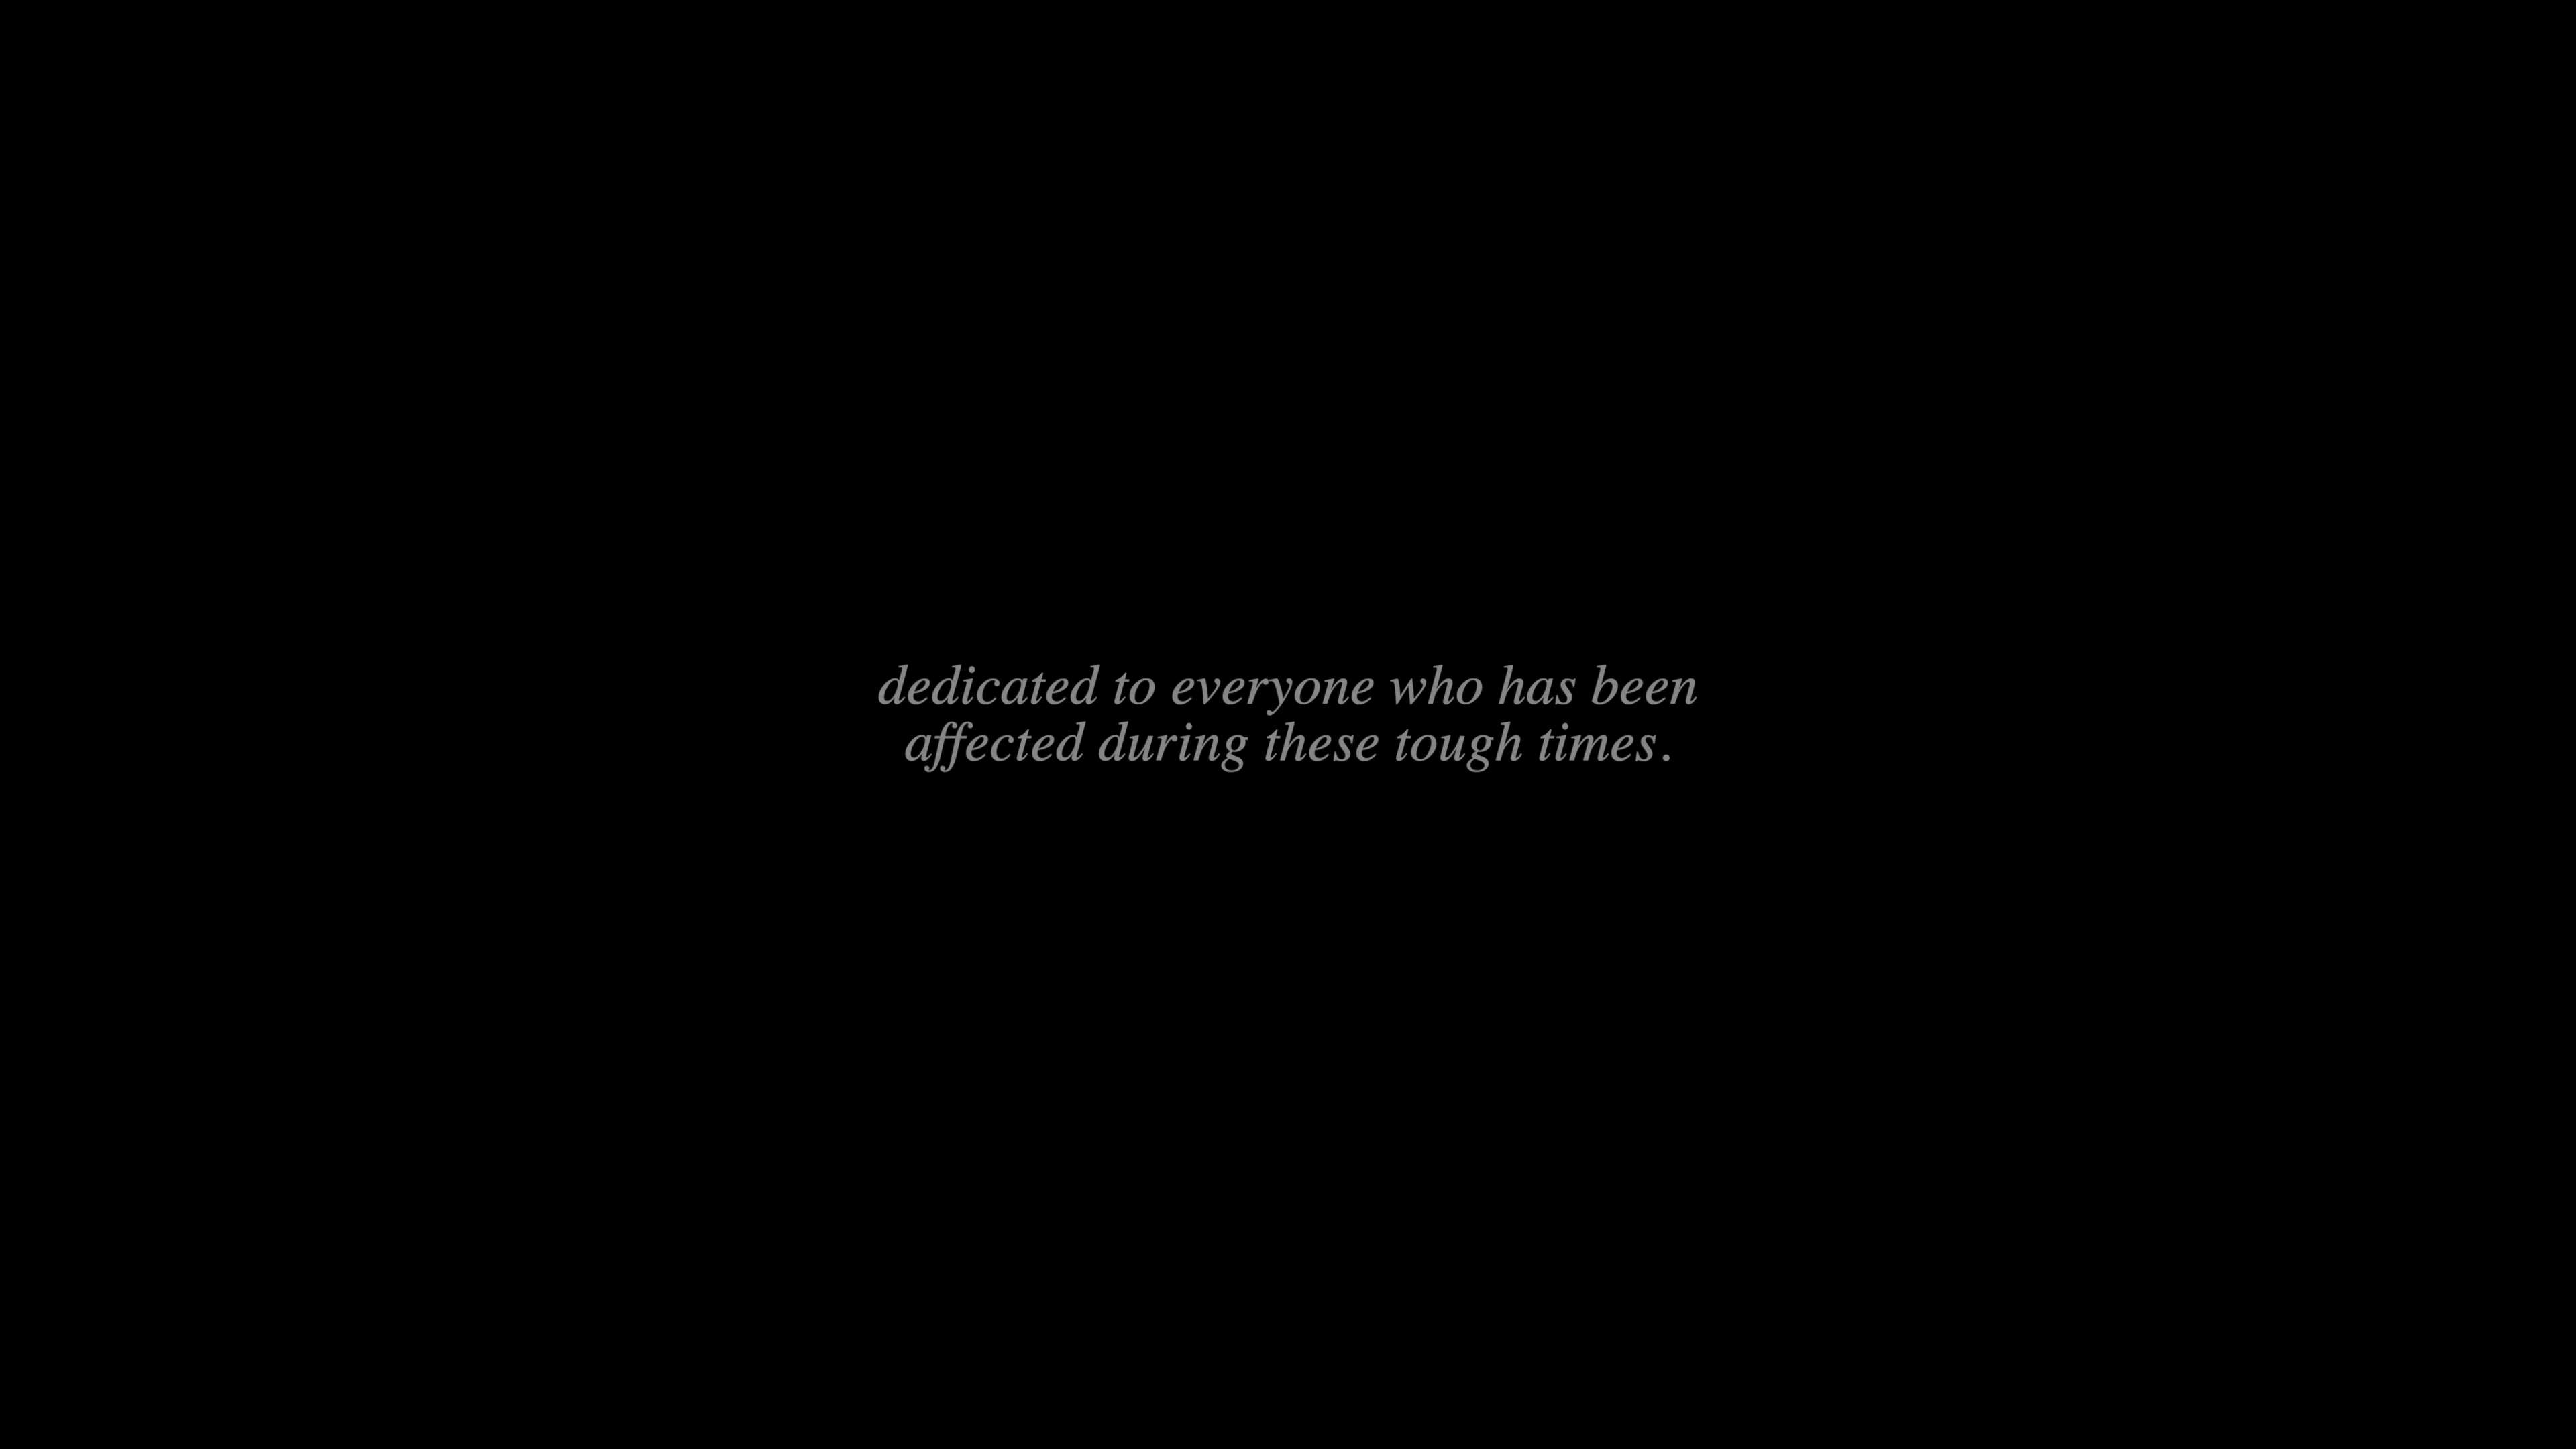 dedicated to everyone who has been
affected during these tough times.